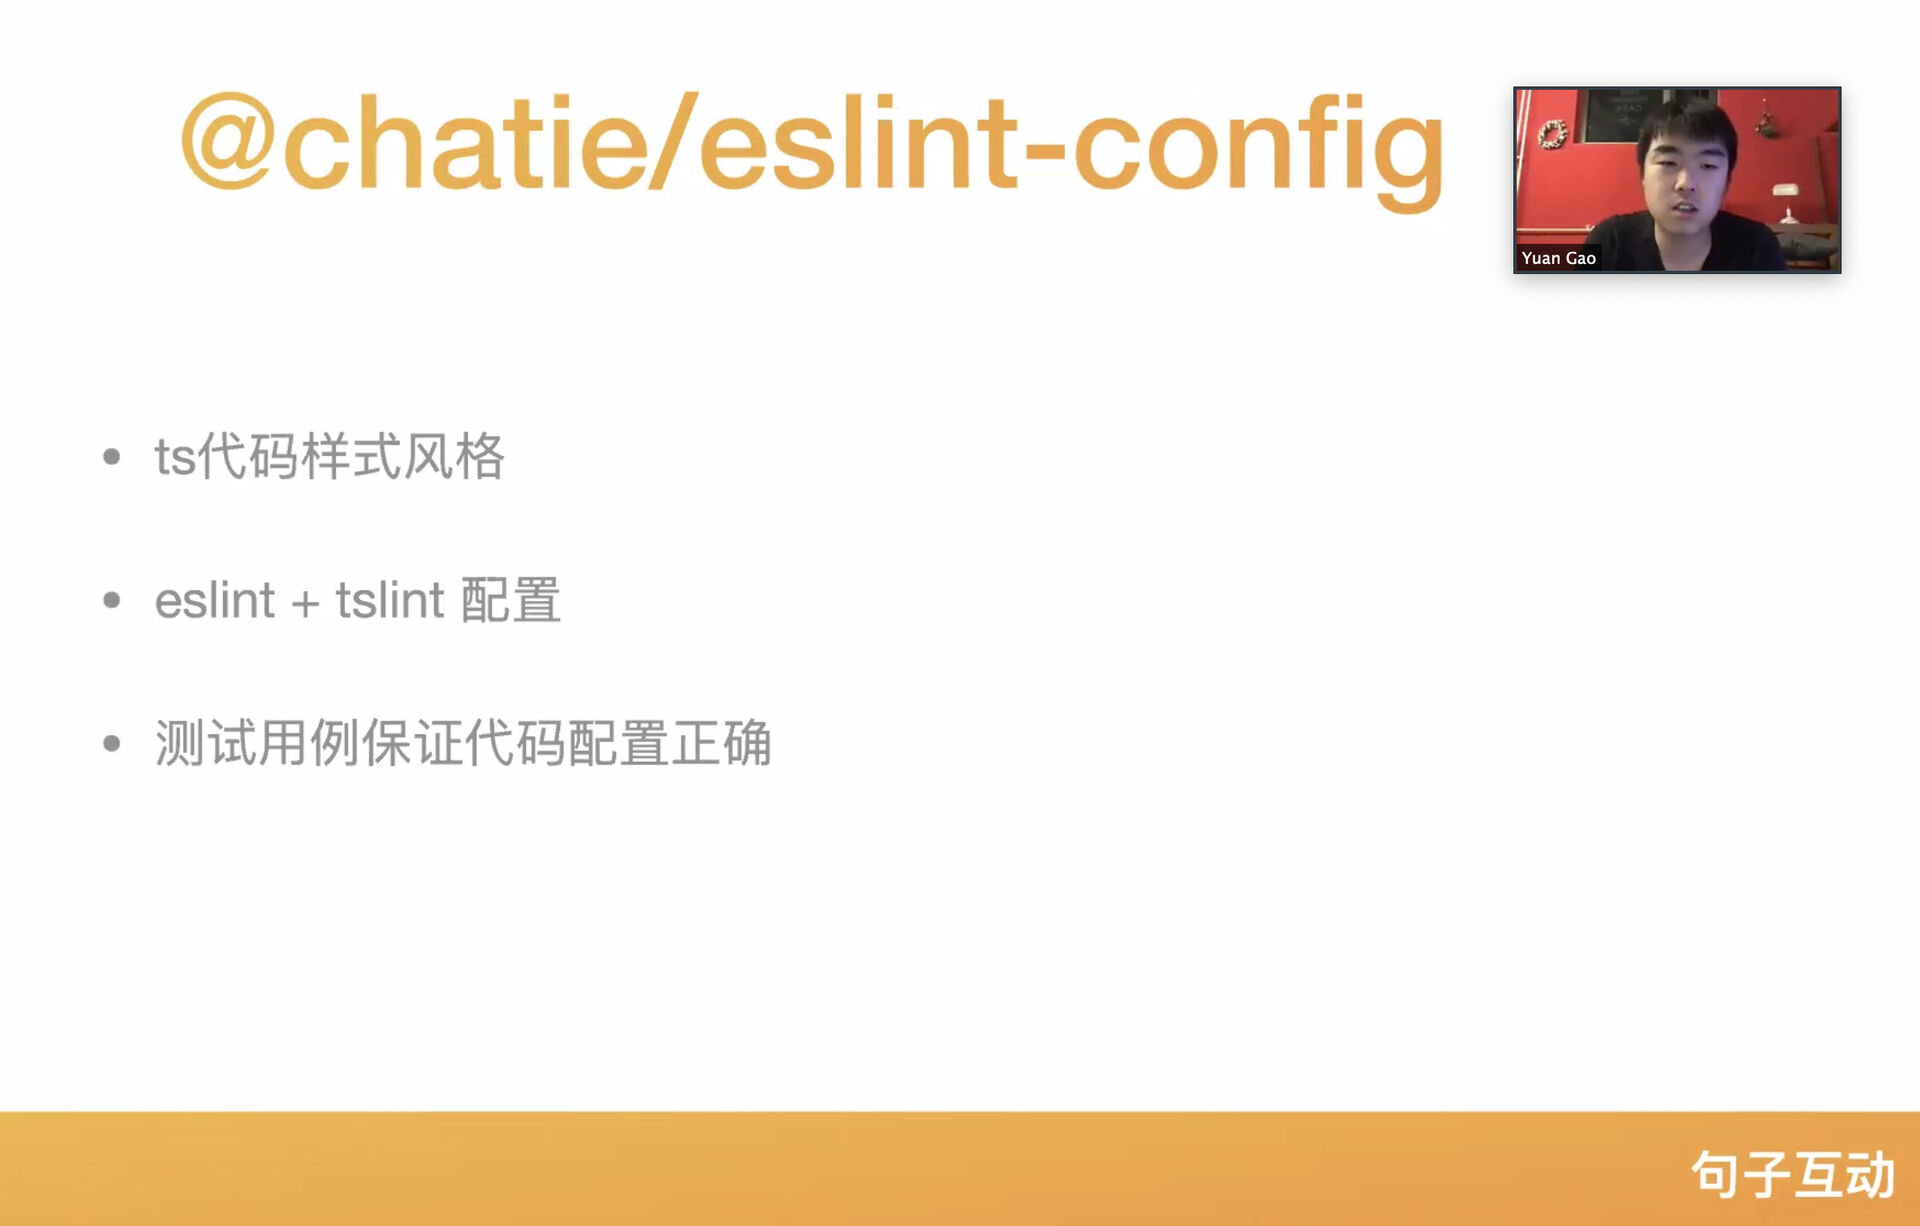 @chatie/eslint-config
Yuan Gao
ts代码样式风格
eslint + tslint 配置
测试用例保证代码配置正确
句子互动